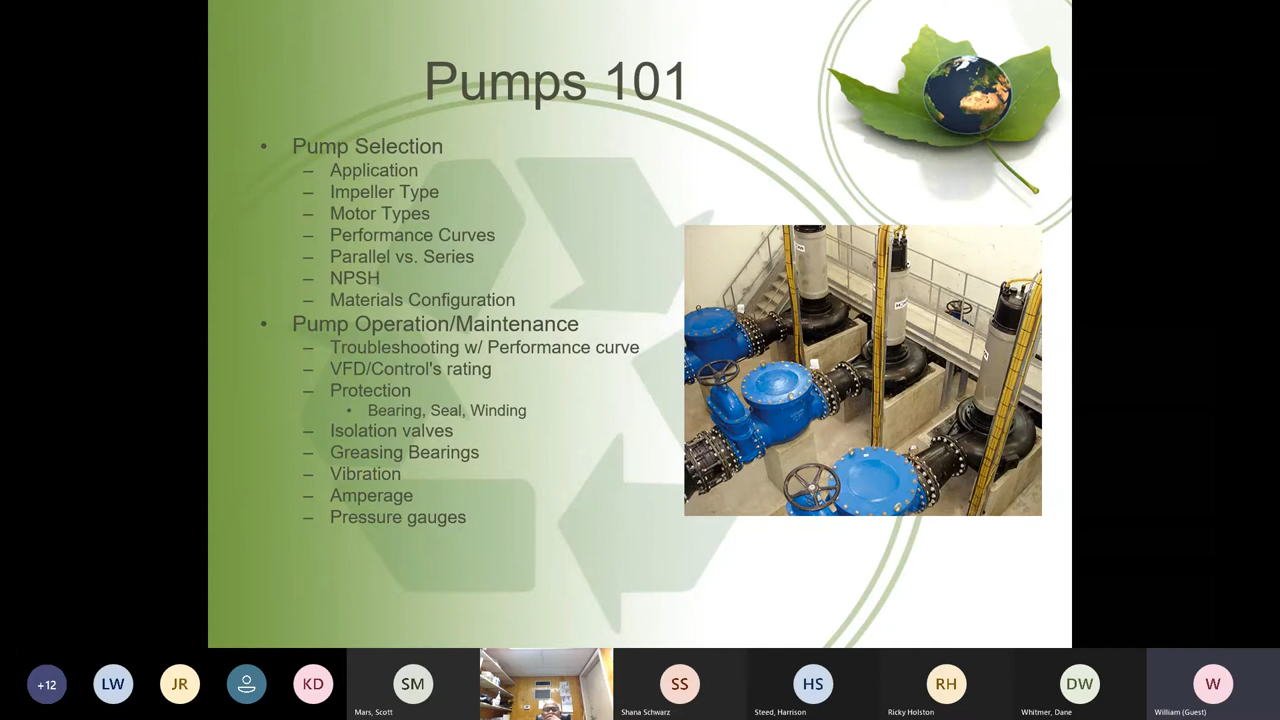 Pumps 101
• Pump Selection
– Application
– Impeller Type
– Motor Types
– Performance Curves
– Parallel vs. Series
– NPSH
– Materials Configuration
• Pump Operation/Maintenance
– Troubleshooting w/ Performance curve
– VFD/Control's rating
– Protection
• Bearing, Seal, Winding
– Isolation valves
– Greasing Bearings
– Vibration
– Amperage
– Pressure gauges
+12 LW JR KD SM SS HS RH DW W
Mars, Scott Shana Schwarz Steed, Harrison Ricky Holston Whitmer, Dane William (Guest)